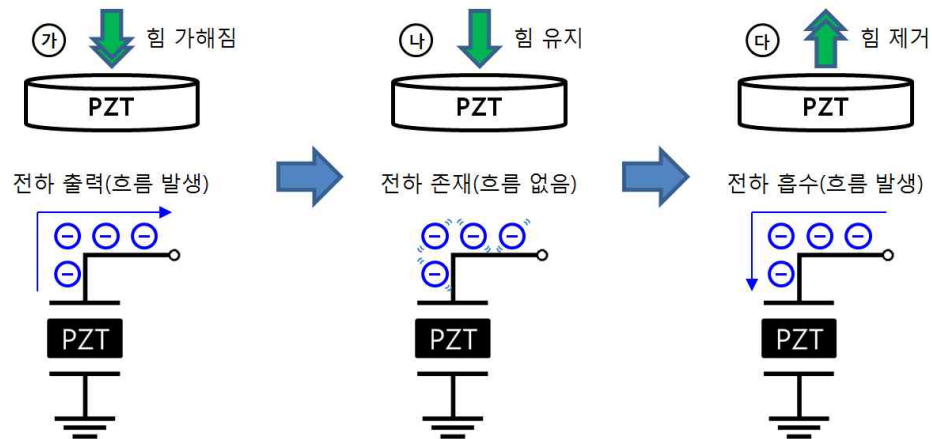 가 힘 가해짐
PZT
전하 출력(흐름 발생)
PZT
나 힘 유지
PZT
전하 존재(흐름 없음)
PZT
다 힘 제거
PZT
전하 흡수(흐름 발생)
PZT